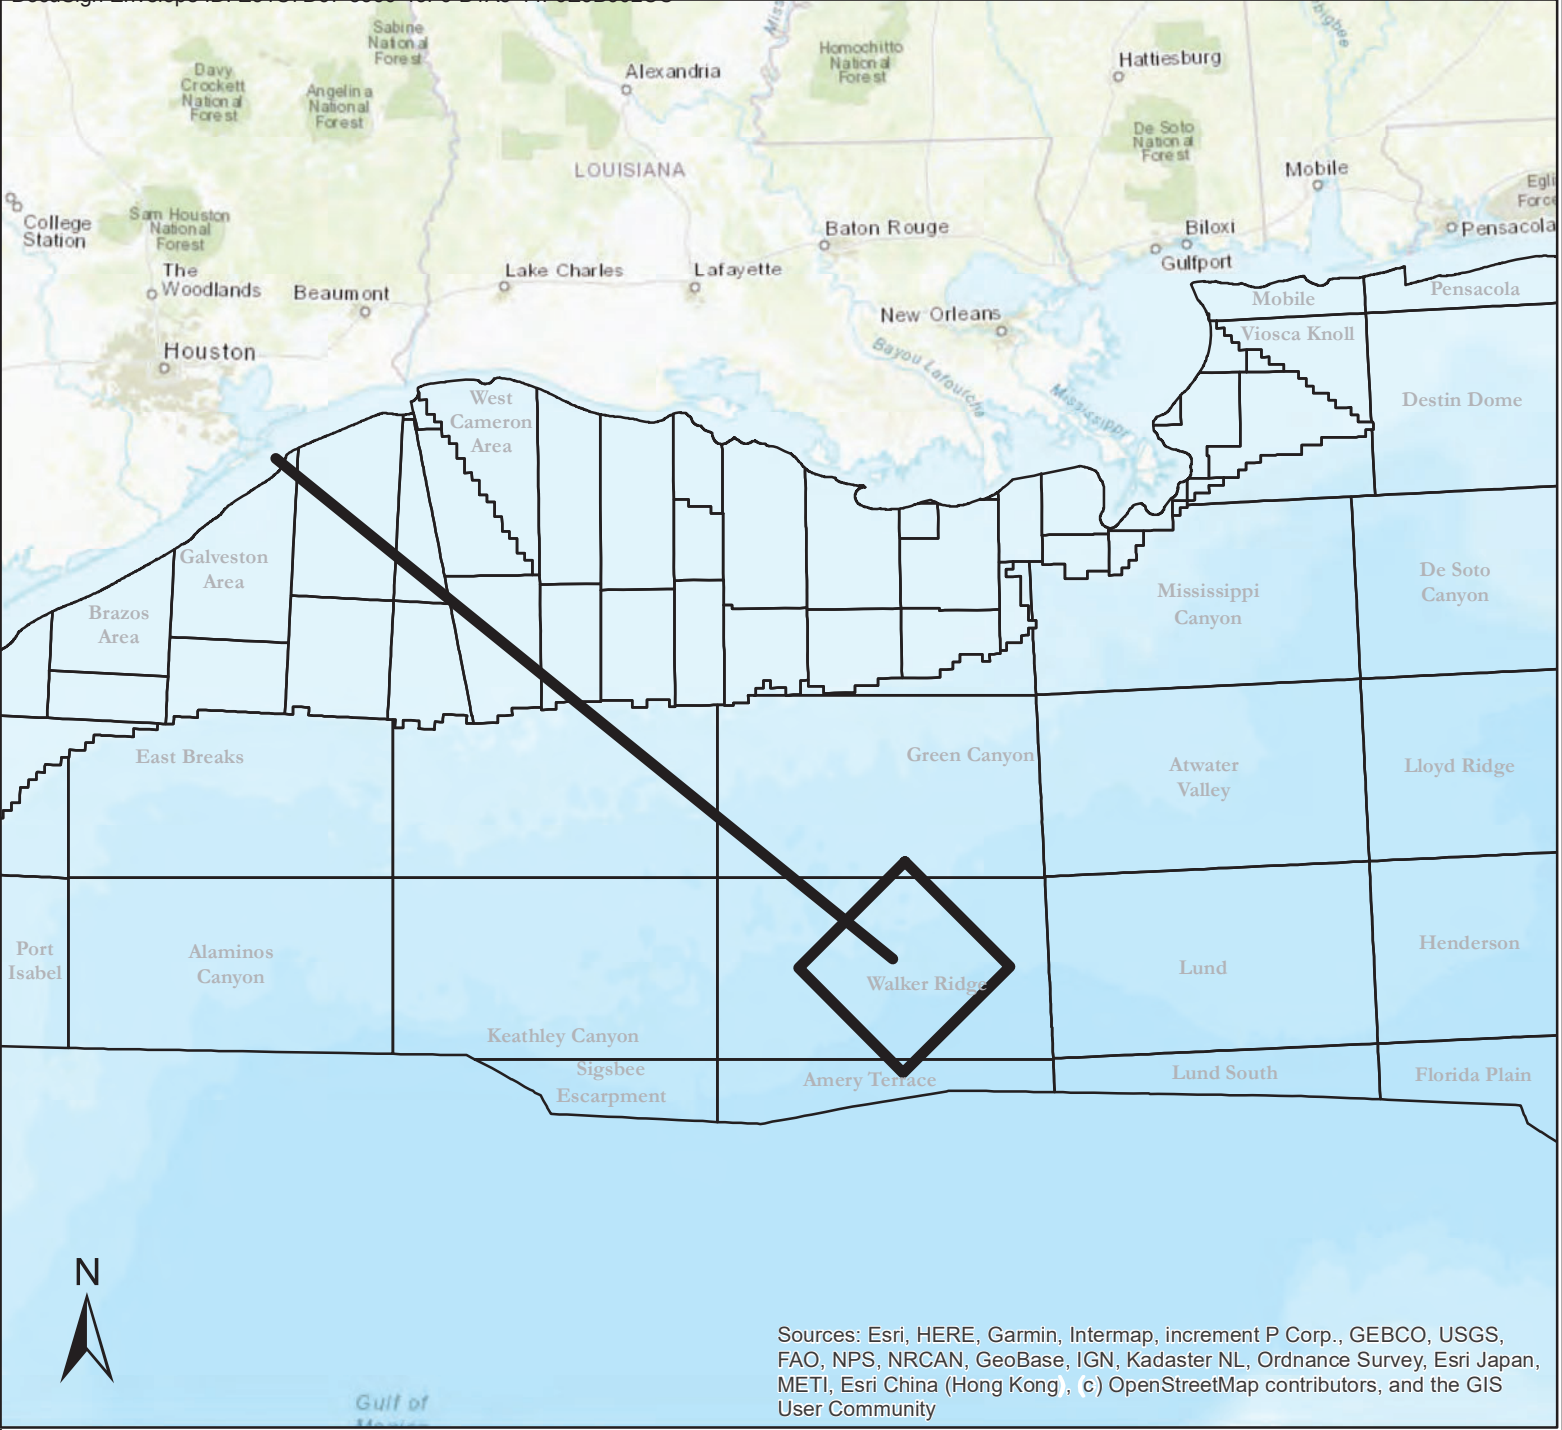 Sabine
National
Forest
Homochitto
National
Forest
Hattiesburg
Davy
Crockett
National
Forest
Angelina
National
Forest
Alexandria
De Soto
National
Forest
LOUISIANA
Mobile
College
Station
Sam Houston
National
Forest
Baton Rouge
Biloxi
Pensacola
Gulfport
The
Woodlands
Beaumont
Lake Charles
Lafayette
New Orleans
Houston
Bayou Lafourche
Mississippi
Mobile
Pensacola
Viosca Knoll
Destin Dome
West
Cameron
Area
Galveston
Area
Brazos
Area
Mississippi
Canyon
De Soto
Canyon
East Breaks
Green Canyon
Atwater
Valley
Lloyd Ridge
Port
Isabel
Alaminos
Canyon
Walker Ridge
Lund
Henderson
Keathley Canyon
Sigsbee
Escarpment
Amery Terrace
Lund South
Florida Plain
N
Gulf of
Sources: Esri, HERE, Garmin, Intermap, increment P Corp., GEBCO, USGS,
FAO, NPS, NRCAN, GeoBase, IGN, Kadaster NL, Ordnance Survey, Esri Japan,
METI, Esri China (Hong Kong), (c) OpenStreetMap contributors, and the GIS
User Community